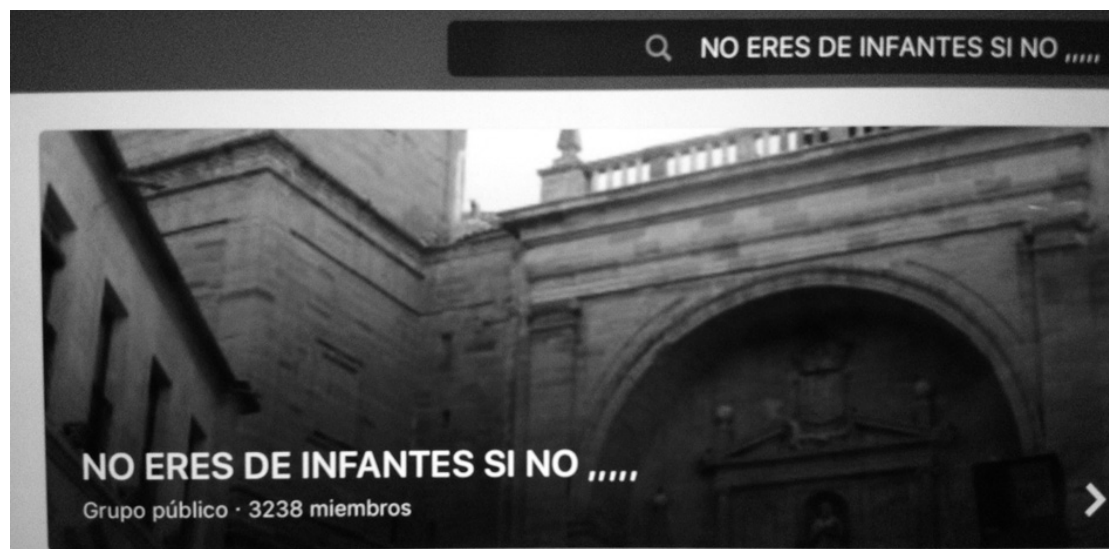 NO ERES DE INFANTES SI NO ,,,,,
NO ERES DE INFANTES SI NO ,,,,,
Grupo público · 3238 miembros